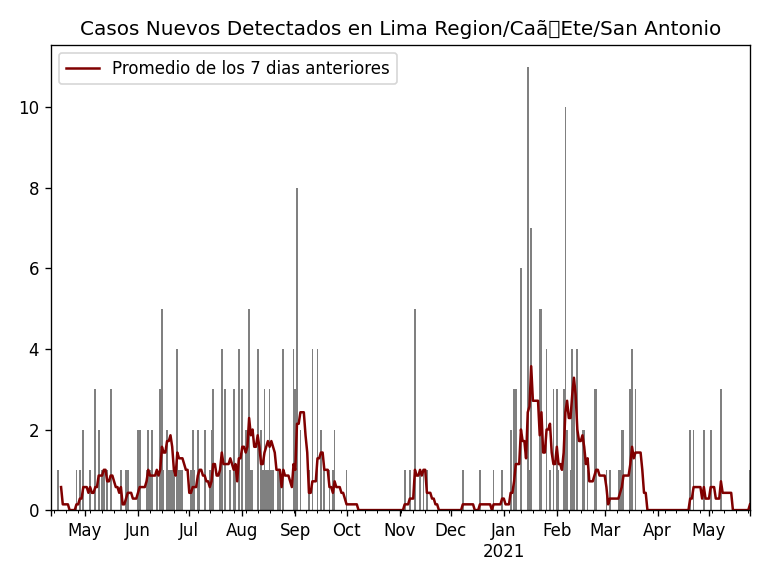 Casos Nuevos Detectados en Lima Region/Caã▯Ete/San Antonio
Promedio de los 7 dias anteriores
10
8
6
4
2
0
May Jun Jul Aug Sep Oct Nov Dec Jan Feb Mar Apr May
2021